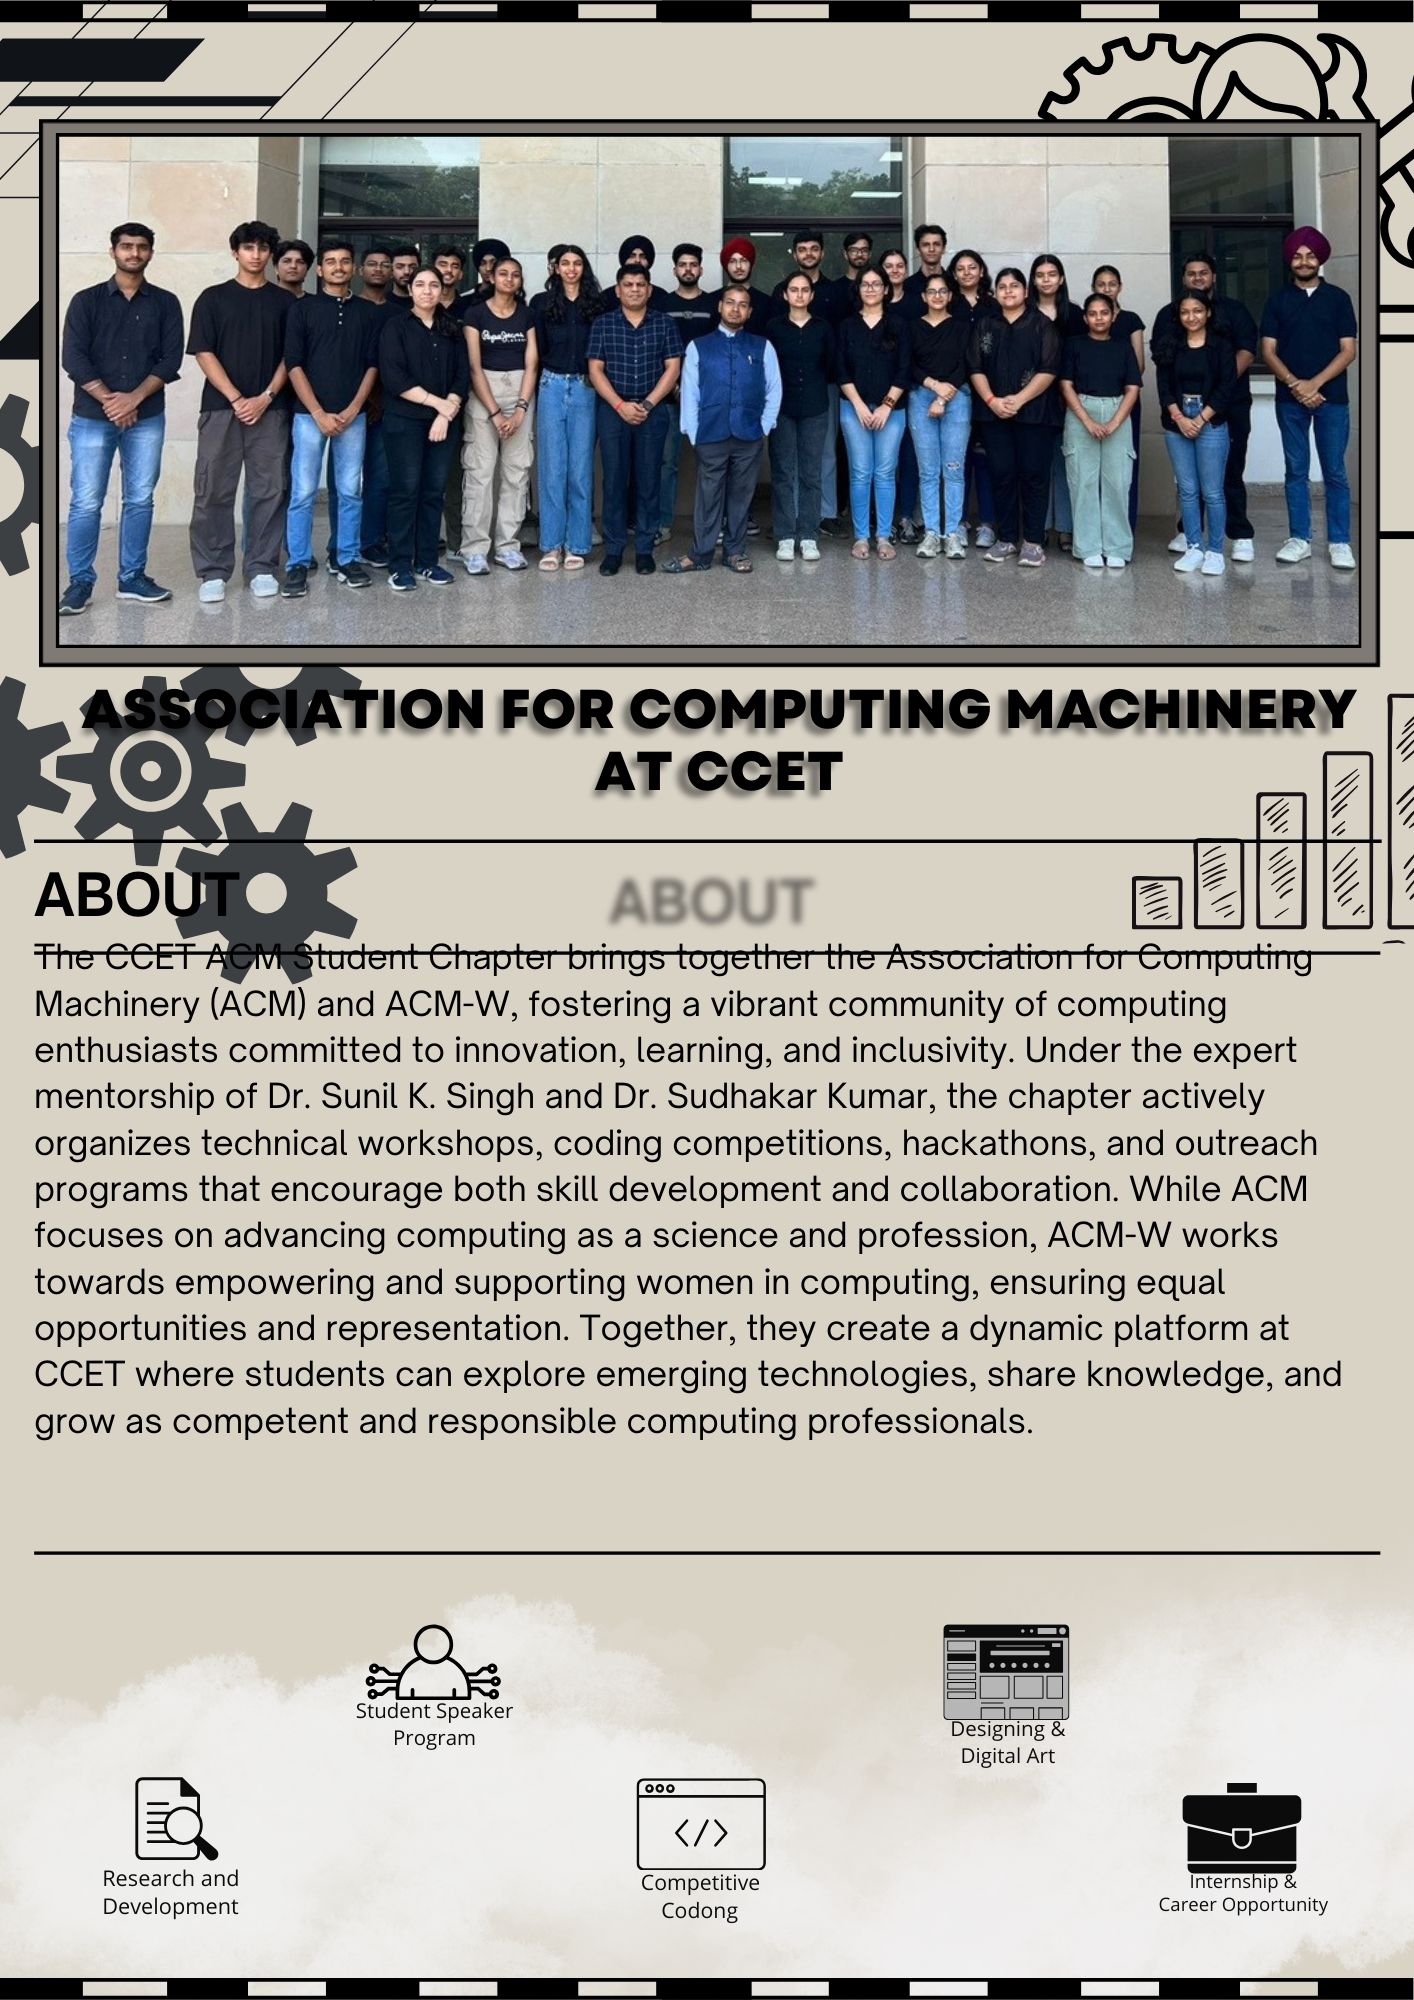 ASSOCIATION FOR COMPUTING MACHINERY
AT CCET
ABOUT
ABOUT
The CCET ACM Student Chapter brings together the Association for Computing
Machinery (ACM) and ACM-W, fostering a vibrant community of computing
enthusiasts committed to innovation, learning, and inclusivity. Under the expert
mentorship of Dr. Sunil K. Singh and Dr. Sudhakar Kumar, the chapter actively
organizes technical workshops, coding competitions, hackathons, and outreach
programs that encourage both skill development and collaboration. While ACM
focuses on advancing computing as a science and profession, ACM-W works
towards empowering and supporting women in computing, ensuring equal
opportunities and representation. Together, they create a dynamic platform at
CCET where students can explore emerging technologies, share knowledge, and
grow as competent and responsible computing professionals.
Student Speaker
Program
Designing &
Digital Art
Research and
Development
Competitive
Codong
Internship &
Career Opportunity